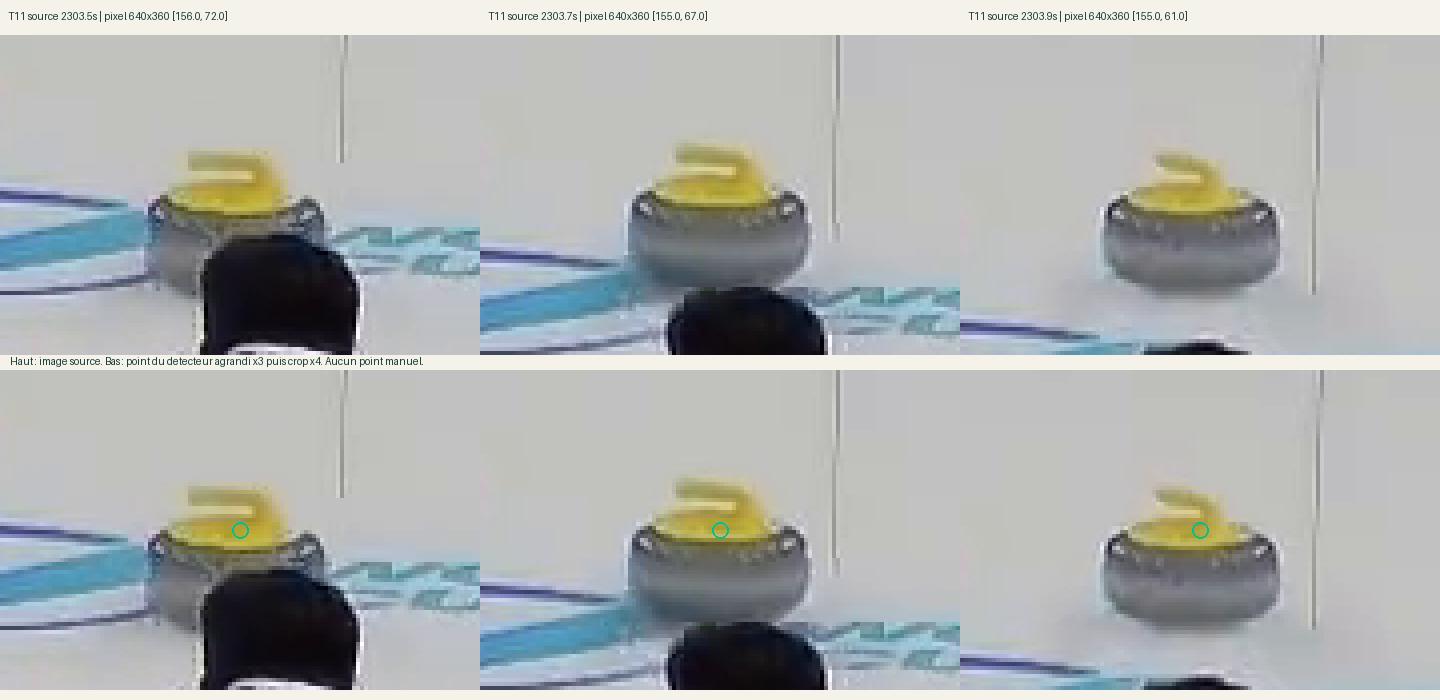 T11 source 2303.5s | pixel 640x360 [156.0, 72.0]
T11 source 2303.7s | pixel 640x360 [155.0, 67.0]
T11 source 2303.9s | pixel 640x360 [155.0, 61.0]
Haut : image source. Bas : point du detecteur agrandi x3 puis crop x4. Aucun point manuel.